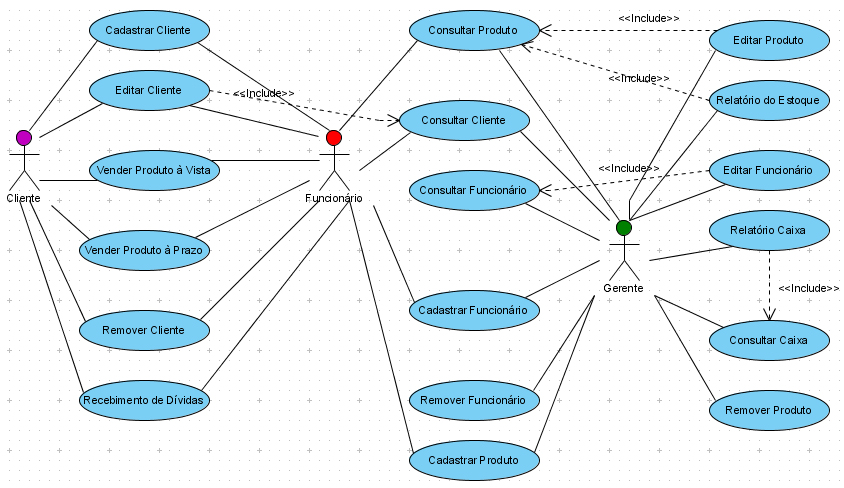 Cadastrar Cliente
Consultar Produto
<<Include>>
Editar Produto
Editar Cliente
<<Include>>
<<Include>>
Relatório do Estoque
Consultar Cliente
Vender Produto à Vista
Cliente
Funcionário
Consultar Funcionário
<<Include>>
Editar Funcionário
Vender Produto à Prazo
Relatório Caixa
Gerente
<<Include>>
Remover Cliente
Cadastrar Funcionário
Consultar Caixa
Recebimento de Dívidas
Remover Funcionário
Remover Produto
Cadastrar Produto